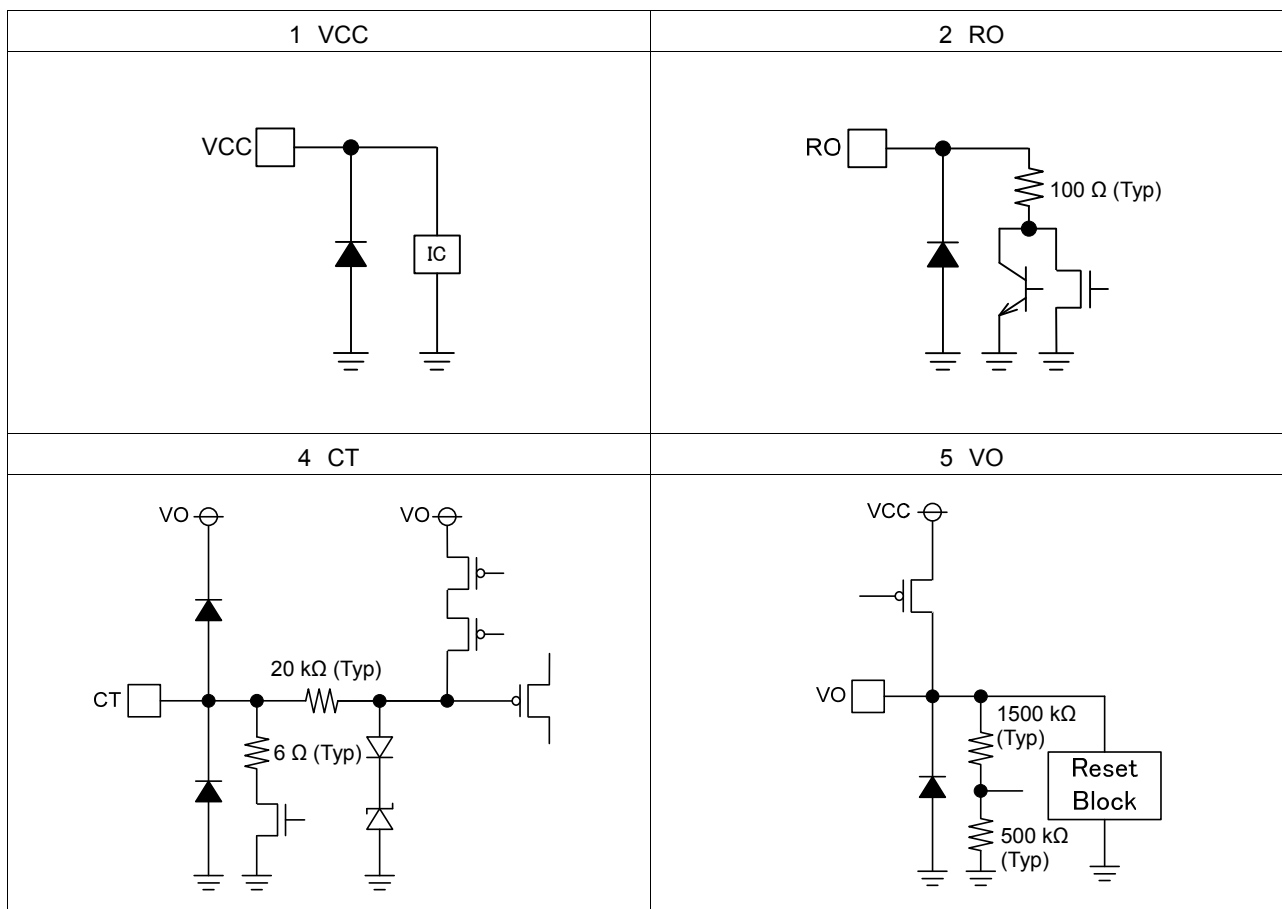 1 VCC
2 RO
VCC
IC
RO
100 Ω (Typ)
4 CT
5 VO
VO
VO
20 kΩ (Typ)
CT
6 Ω (Typ)
VCC
VO
1500 kΩ
(Typ)
Reset
Block
500 kΩ
(Typ)